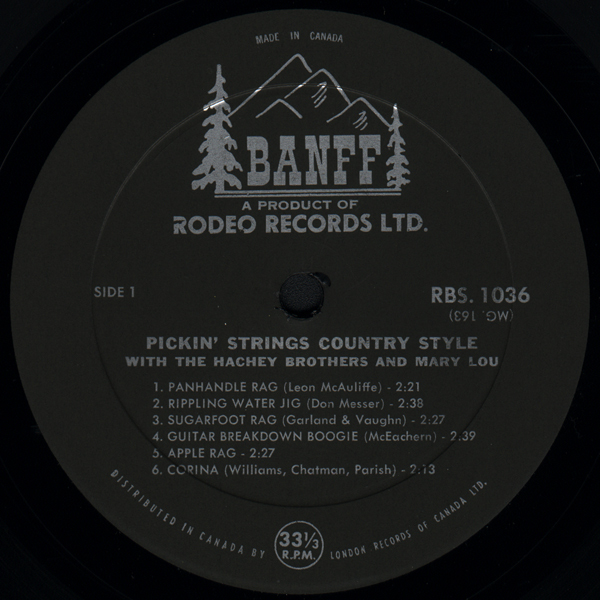 MADE IN CANADA
BANFF
A PRODUCT OF
RODEO RECORDS LTD.
SIDE 1
RBS. 1036
(MG. 163)
PICKIN' STRINGS COUNTRY STYLE
WITH THE HACHEY BROTHERS AND MARY LOU
1. PANHANDLE RAG (Leon McAuliffe) - 2:21
2. RIPPLING WATER JIG (Don Messer) - 2:38
3. SUGARFOOT RAG (Garland & Vaughn) - 2:27
4. GUITAR BREAKDOWN BOOGIE (McEachern) - 2.39
5. APPLE RAG - 2:27
6. CORINA (Williams, Chatman, Parish) - 2:13
DISTRIBUTED IN CANADA BY LONDON RECORDS OF CANADA LTD.
33 1/3
R.P.M.